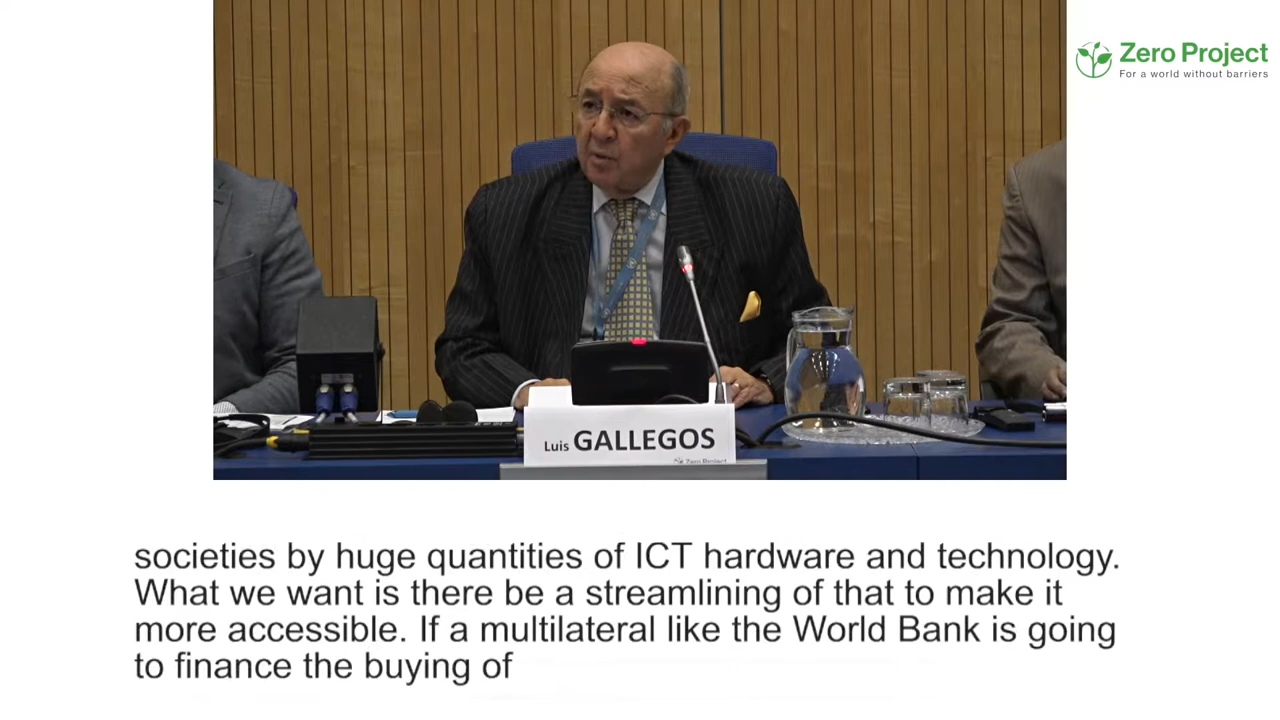 Zero Project
For a world without barriers
Luis GALLEGOS
Zero Project
societies by huge quantities of ICT hardware and technology.
What we want is there be a streamlining of that to make it
more accessible. If a multilateral like the World Bank is going
to finance the buying of